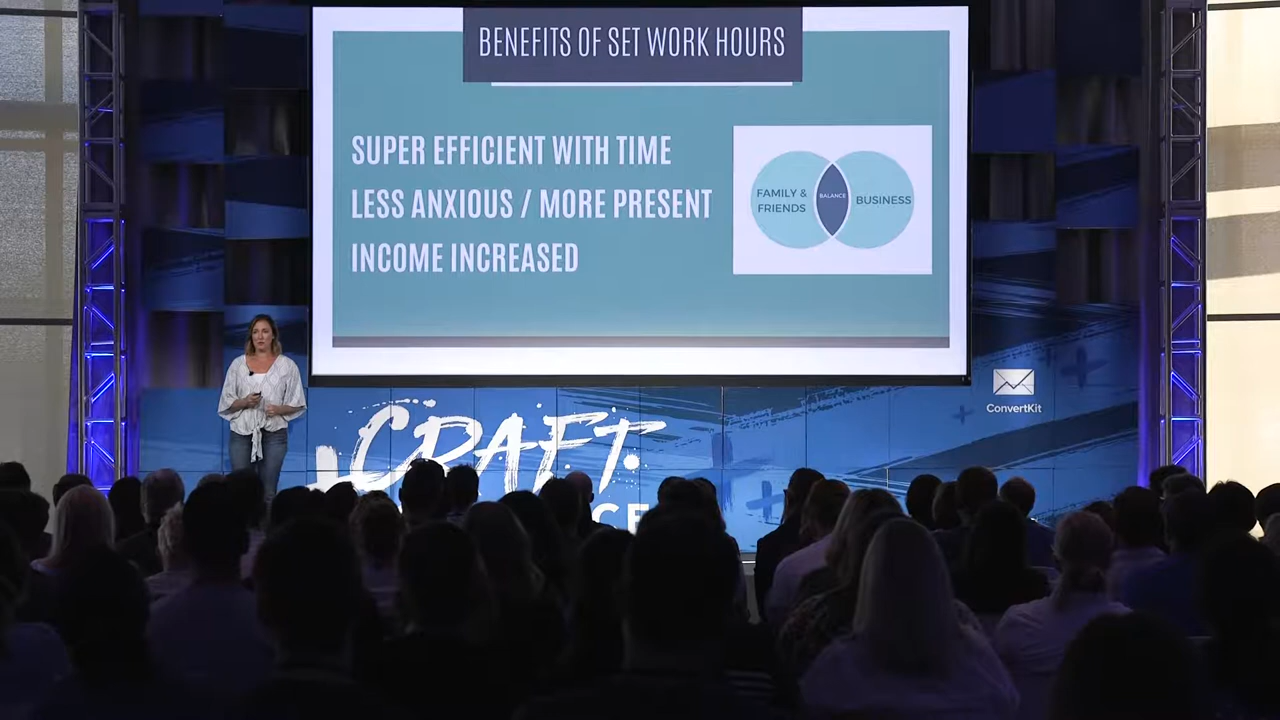 BENEFITS OF SET WORK HOURS
SUPER EFFICIENT WITH TIME
LESS ANXIOUS / MORE PRESENT
INCOME INCREASED
FAMILY &
FRIENDS
BALANCE
BUSINESS
ConvertKit
CRAFT